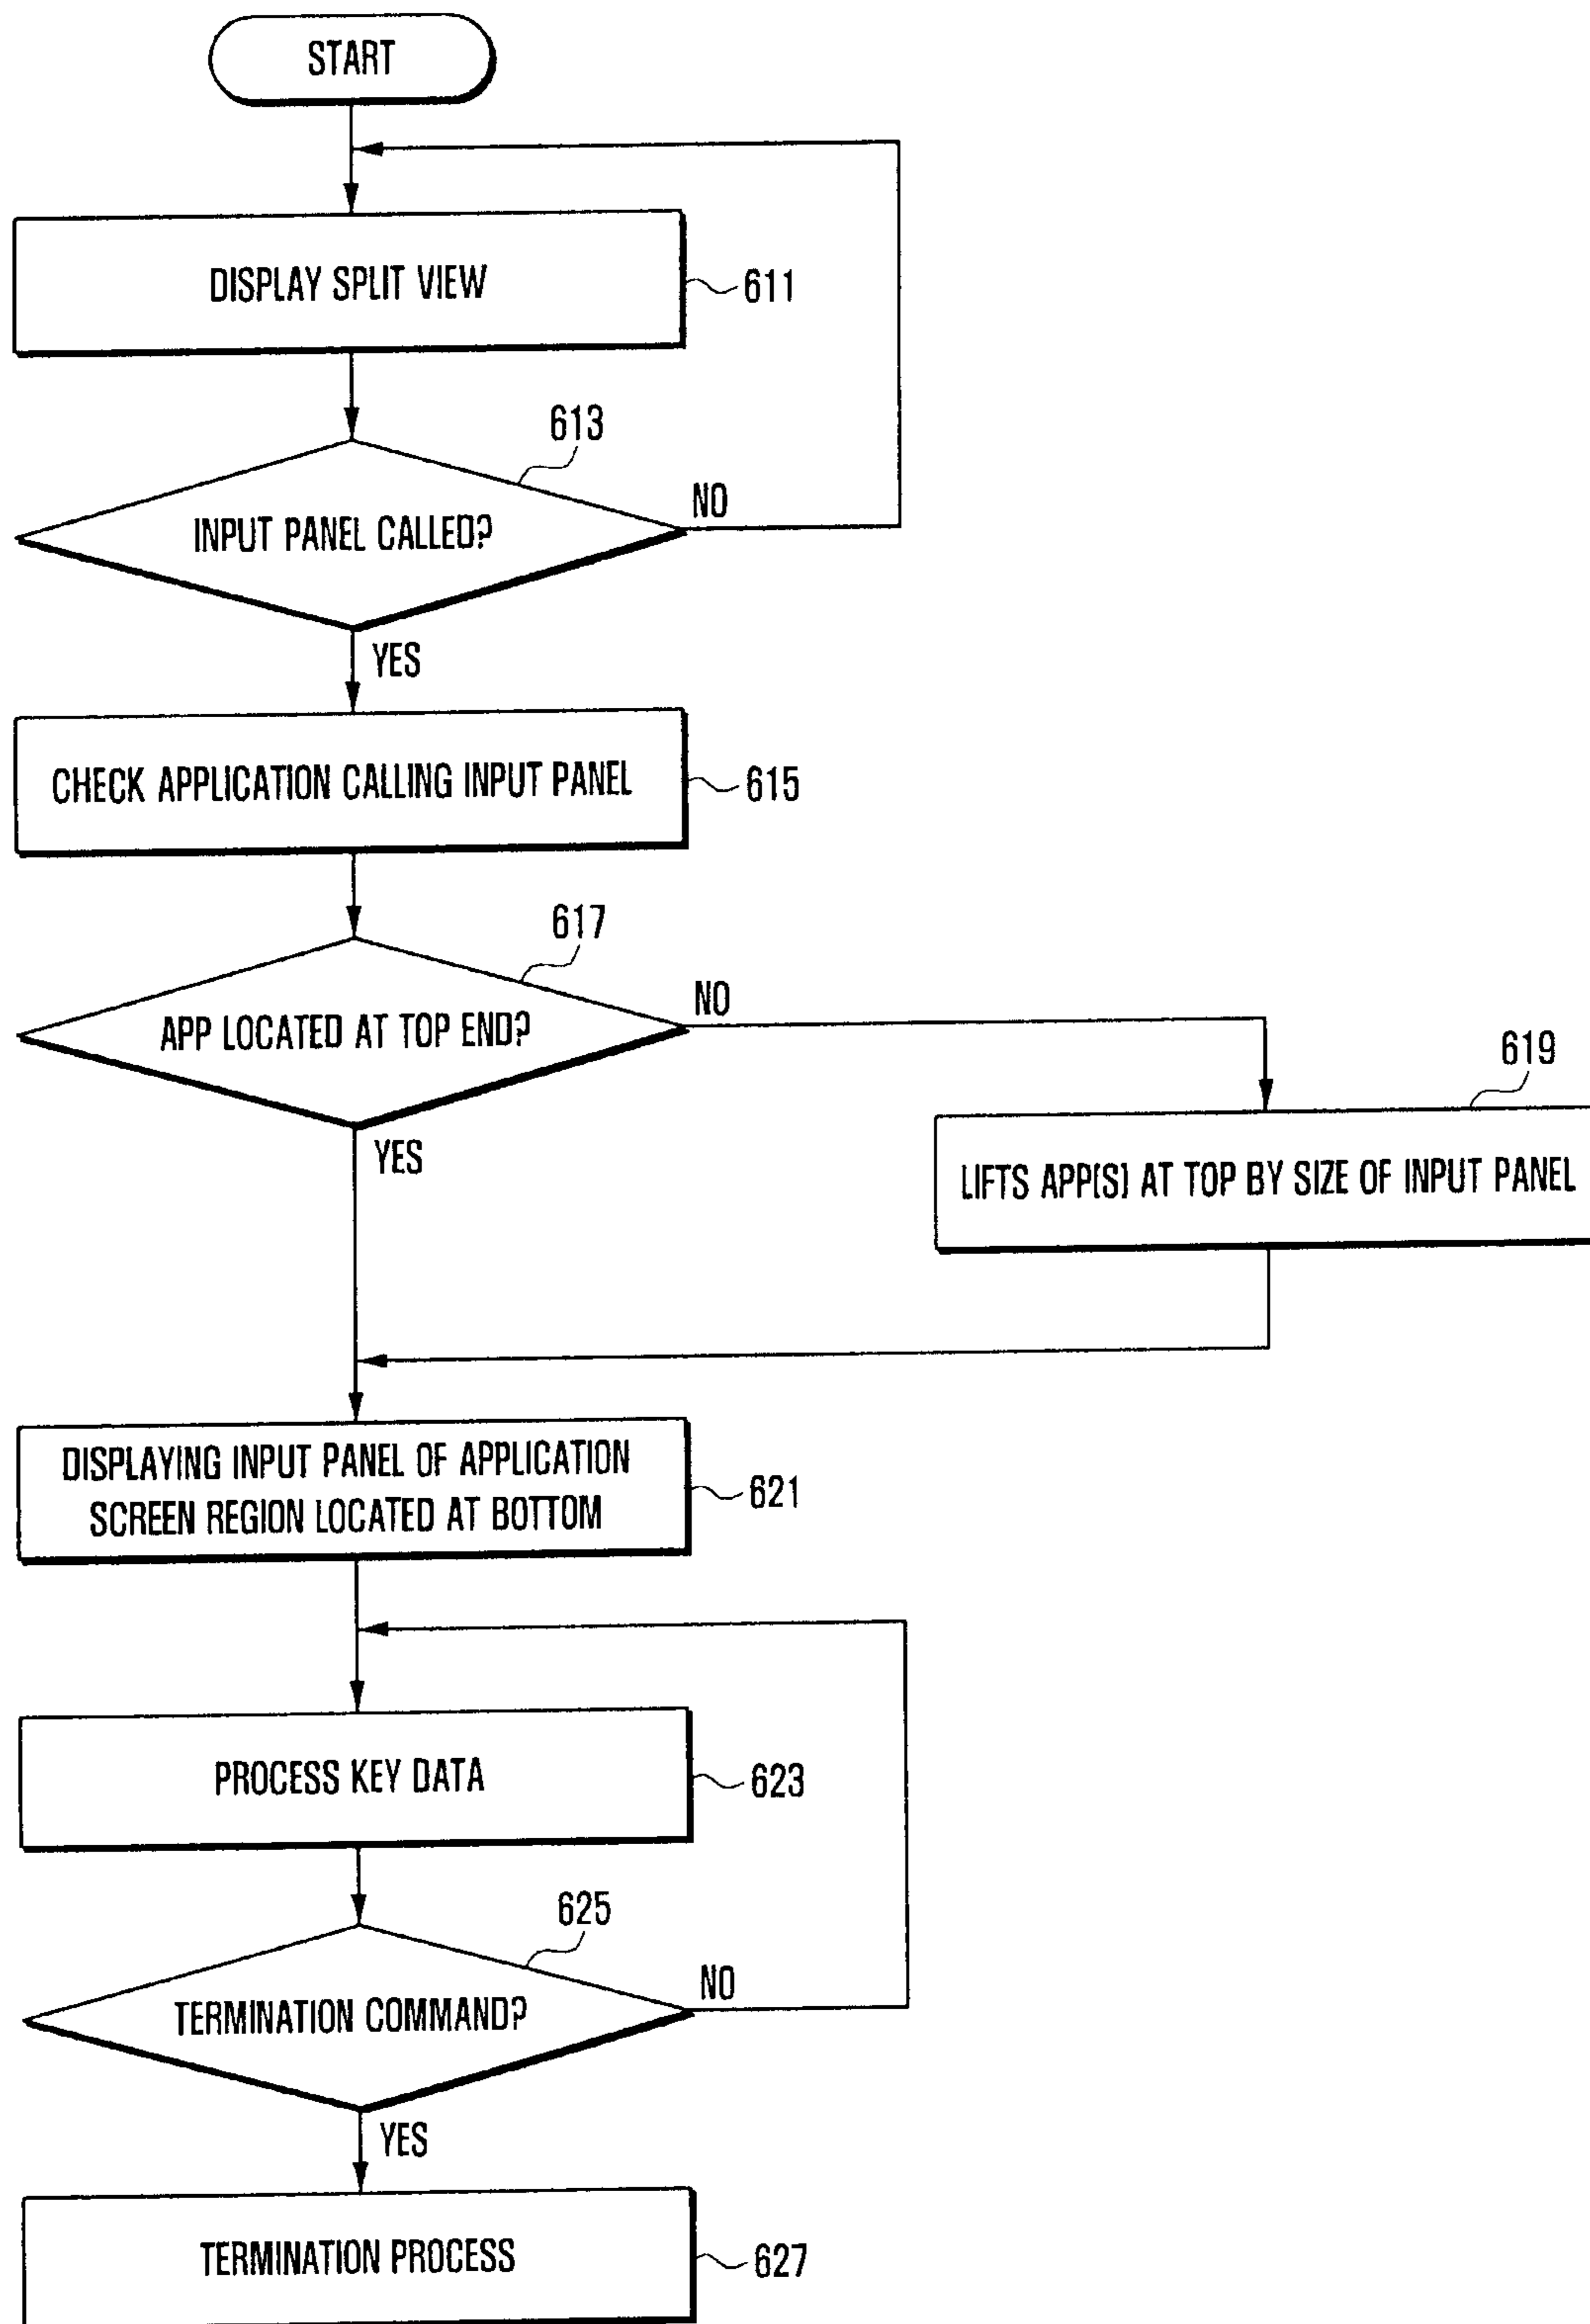 START
DISPLAY SPLIT VIEW
611
613
INPUT PANEL CALLED?
NO
YES
CHECK APPLICATION CALLING INPUT PANEL
615
617
APP LOCATED AT TOP END?
NO
YES
619
LIFTS APP(S) AT TOP BY SIZE OF INPUT PANEL
DISPLAYING INPUT PANEL OF APPLICATION
SCREEN REGION LOCATED AT BOTTOM
621
PROCESS KEY DATA
623
625
TERMINATION COMMAND?
NO
YES
TERMINATION PROCESS
627